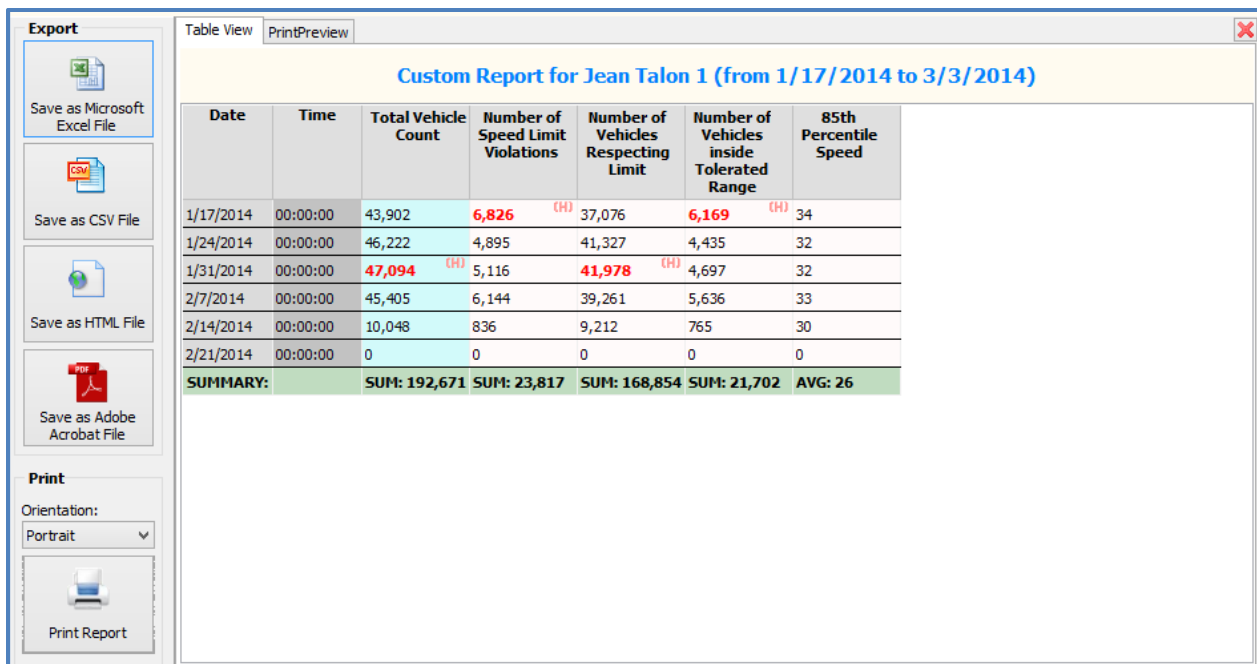 Export
Save as Microsoft
Excel File
CSV
Save as CSV File
Save as HTML File
PDF
Save as Adobe
Acrobat File
Print
Orientation:
Portrait
Print Report
Table View PrintPreview
Custom Report for Jean Talon 1 (from 1/17/2014 to 3/3/2014)
Date Time Total Vehicle Count Number of Speed Limit Violations Number of Vehicles Respecting Limit Number of Vehicles inside Tolerated Range 85th Percentile Speed
1/17/2014 00:00:00 43,902 6,826 (H) 37,076 6,169 (H) 34
1/24/2014 00:00:00 46,222 4,895 41,327 4,435 32
1/31/2014 00:00:00 47,094 (H) 5,116 41,978 (H) 4,697 32
2/7/2014 00:00:00 45,405 6,144 39,261 5,636 33
2/14/2014 00:00:00 10,048 836 9,212 765 30
2/21/2014 00:00:00 0 0 0 0 0
SUMMARY: SUM: 192,671 SUM: 23,817 SUM: 168,854 SUM: 21,702 AVG: 26